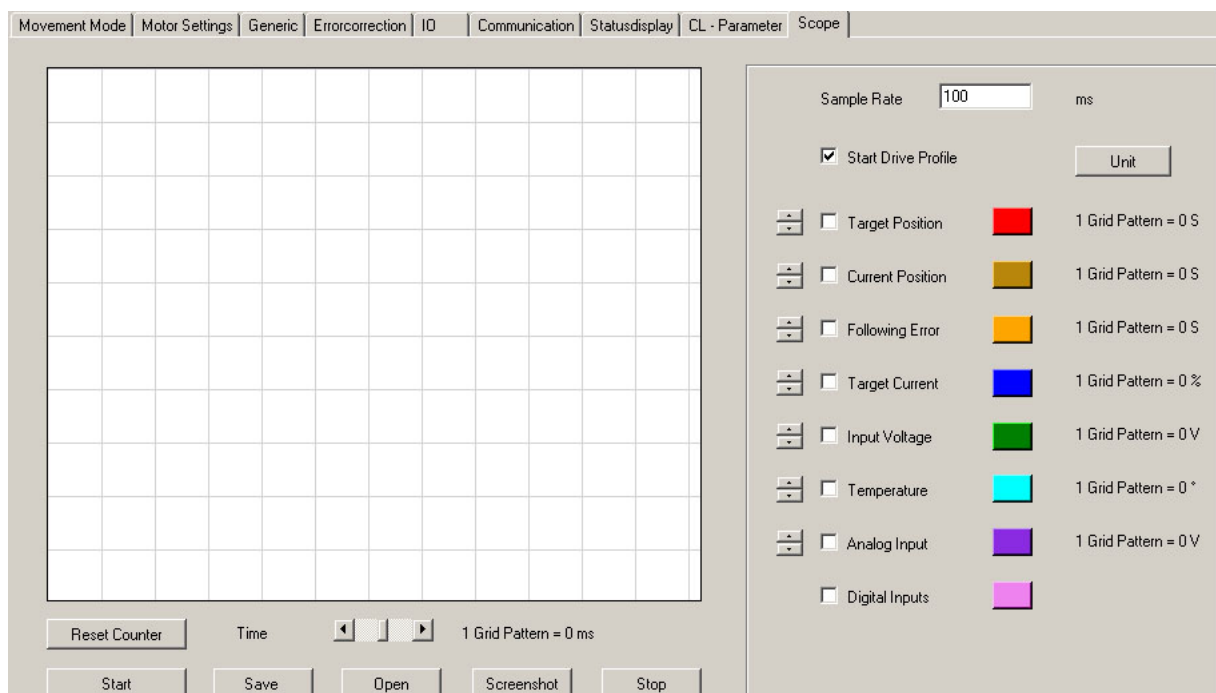 Movement Mode Motor Settings Generic Errorcorrection IO Communication Statusdisplay CL - Parameter Scope
Sample Rate 100 ms
Start Drive Profile Unit
Target Position 1 Grid Pattern = 0 S
Current Position 1 Grid Pattern = 0 S
Following Error 1 Grid Pattern = 0 S
Target Current 1 Grid Pattern = 0 %
Input Voltage 1 Grid Pattern = 0 V
Temperature 1 Grid Pattern = 0 °
Analog Input 1 Grid Pattern = 0 V
Digital Inputs
Reset Counter Time 1 Grid Pattern = 0 ms
Start Save Open Screenshot Stop